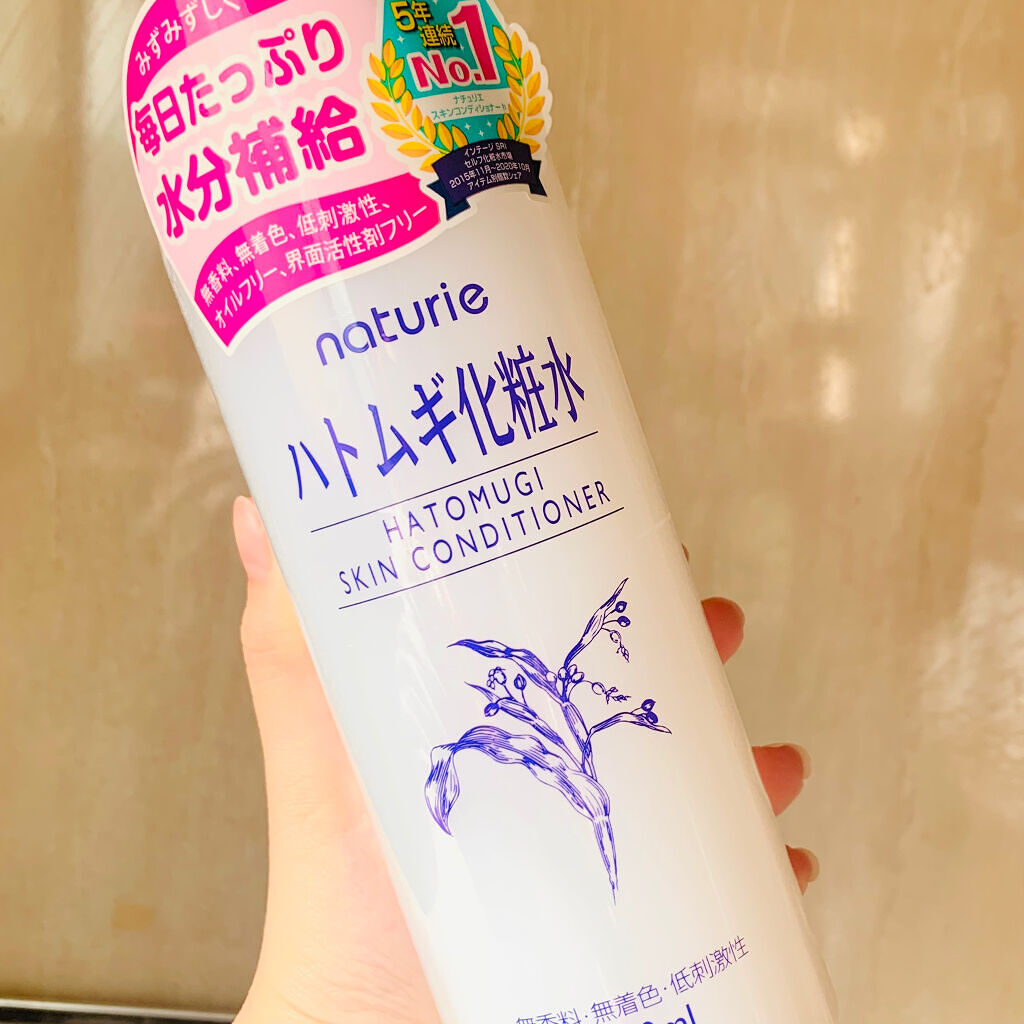 みずみずしく、
毎日たっぷり
水分補給
無香料、無着色、低刺激性、
オイルフリー、界面活性剤フリー
5年
連続
No.1
ナチュリエ
スキンコンディショナー h
インテージ SRI
セルフ化粧水市場
2015年11月〜2020年10月
アイテム別個数シェア
naturie
ハトムギ化粧水
HATOMUGI
SKIN CONDITIONER
無香料・無着色・低刺激性